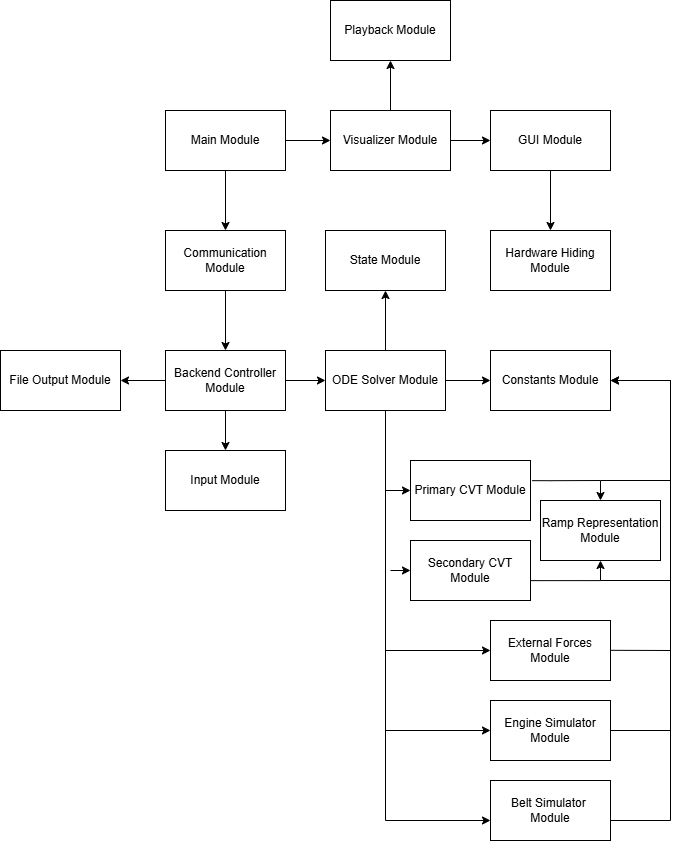 Playback Module
Main Module
Visualizer Module
GUI Module
Communication
Module
State Module
Hardware Hiding
Module
File Output Module
Backend Controller
Module
ODE Solver Module
Constants Module
Input Module
Primary CVT Module
Ramp Representation
Module
Secondary CVT
Module
External Forces
Module
Engine Simulator
Module
Belt Simulator
Module